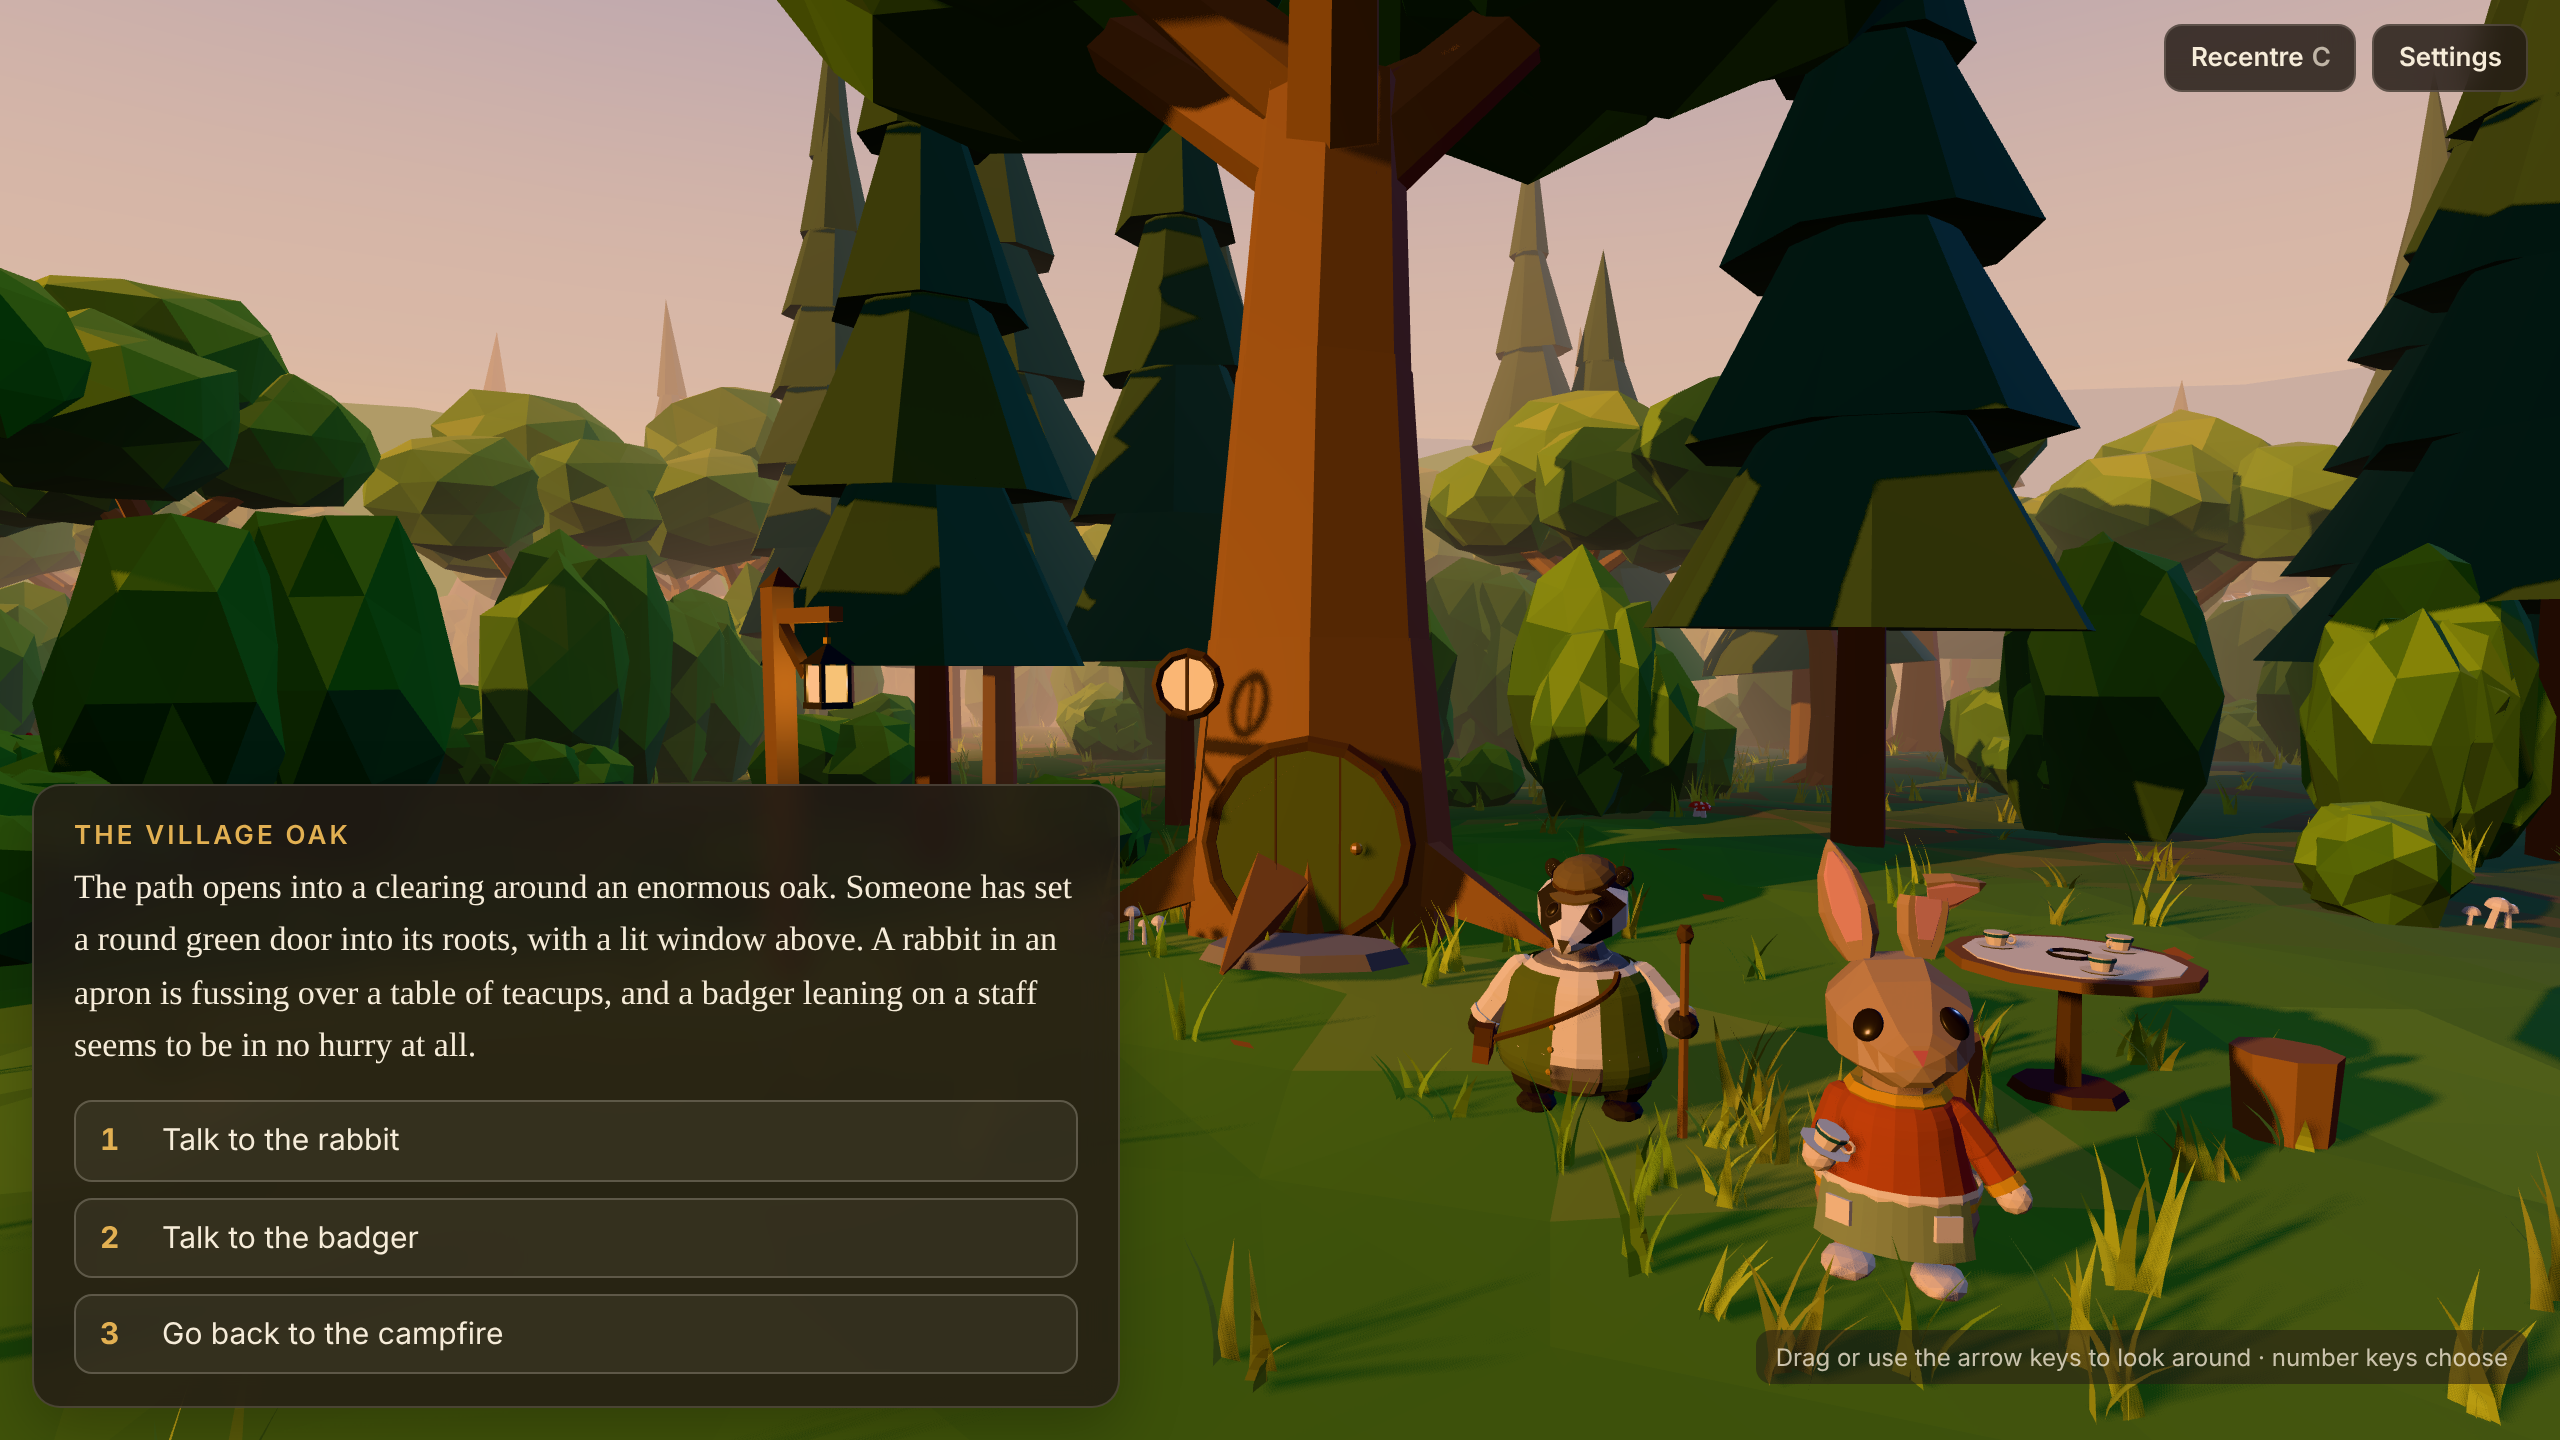 Recentre C
Settings
THE VILLAGE OAK
The path opens into a clearing around an enormous oak. Someone has set
a round green door into its roots, with a lit window above. A rabbit in an
apron is fussing over a table of teacups, and a badger leaning on a staff
seems to be in no hurry at all.
1 Talk to the rabbit
2 Talk to the badger
3 Go back to the campfire
Drag or use the arrow keys to look around · number keys choose